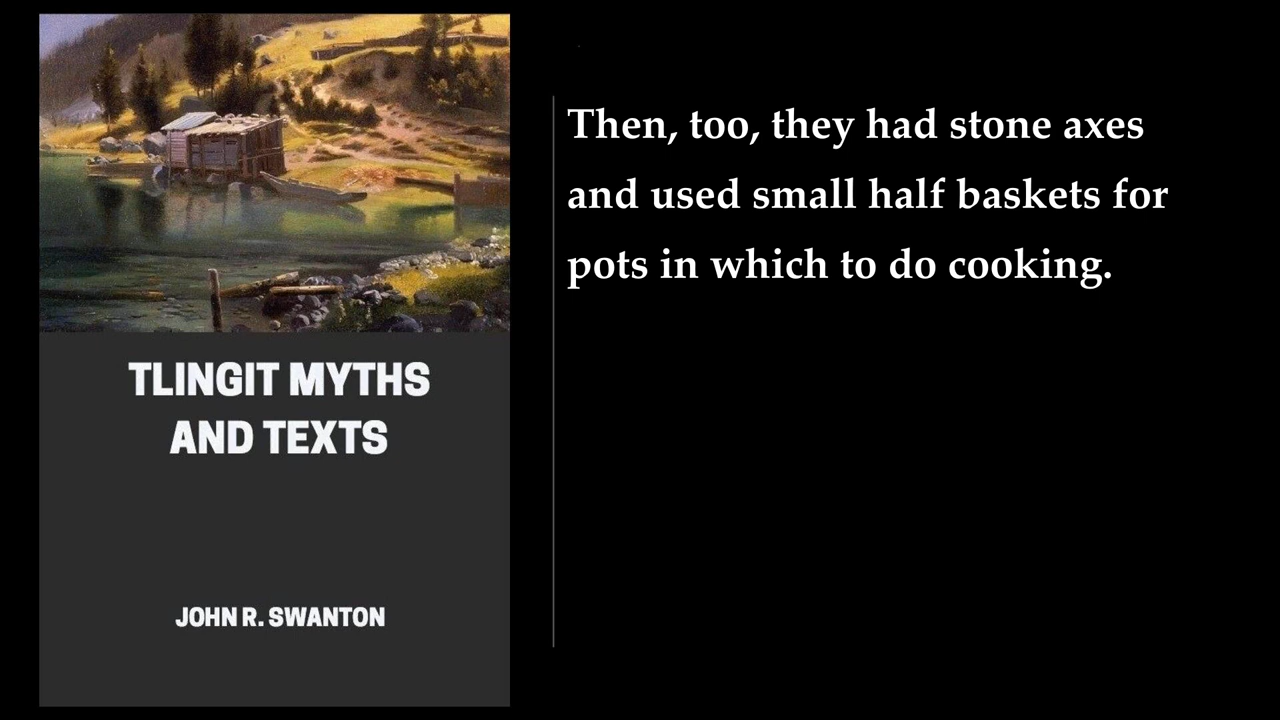 TLINGIT MYTHS
AND TEXTS
JOHN R. SWANTON
Then, too, they had stone axes
and used small half baskets for
pots in which to do cooking.